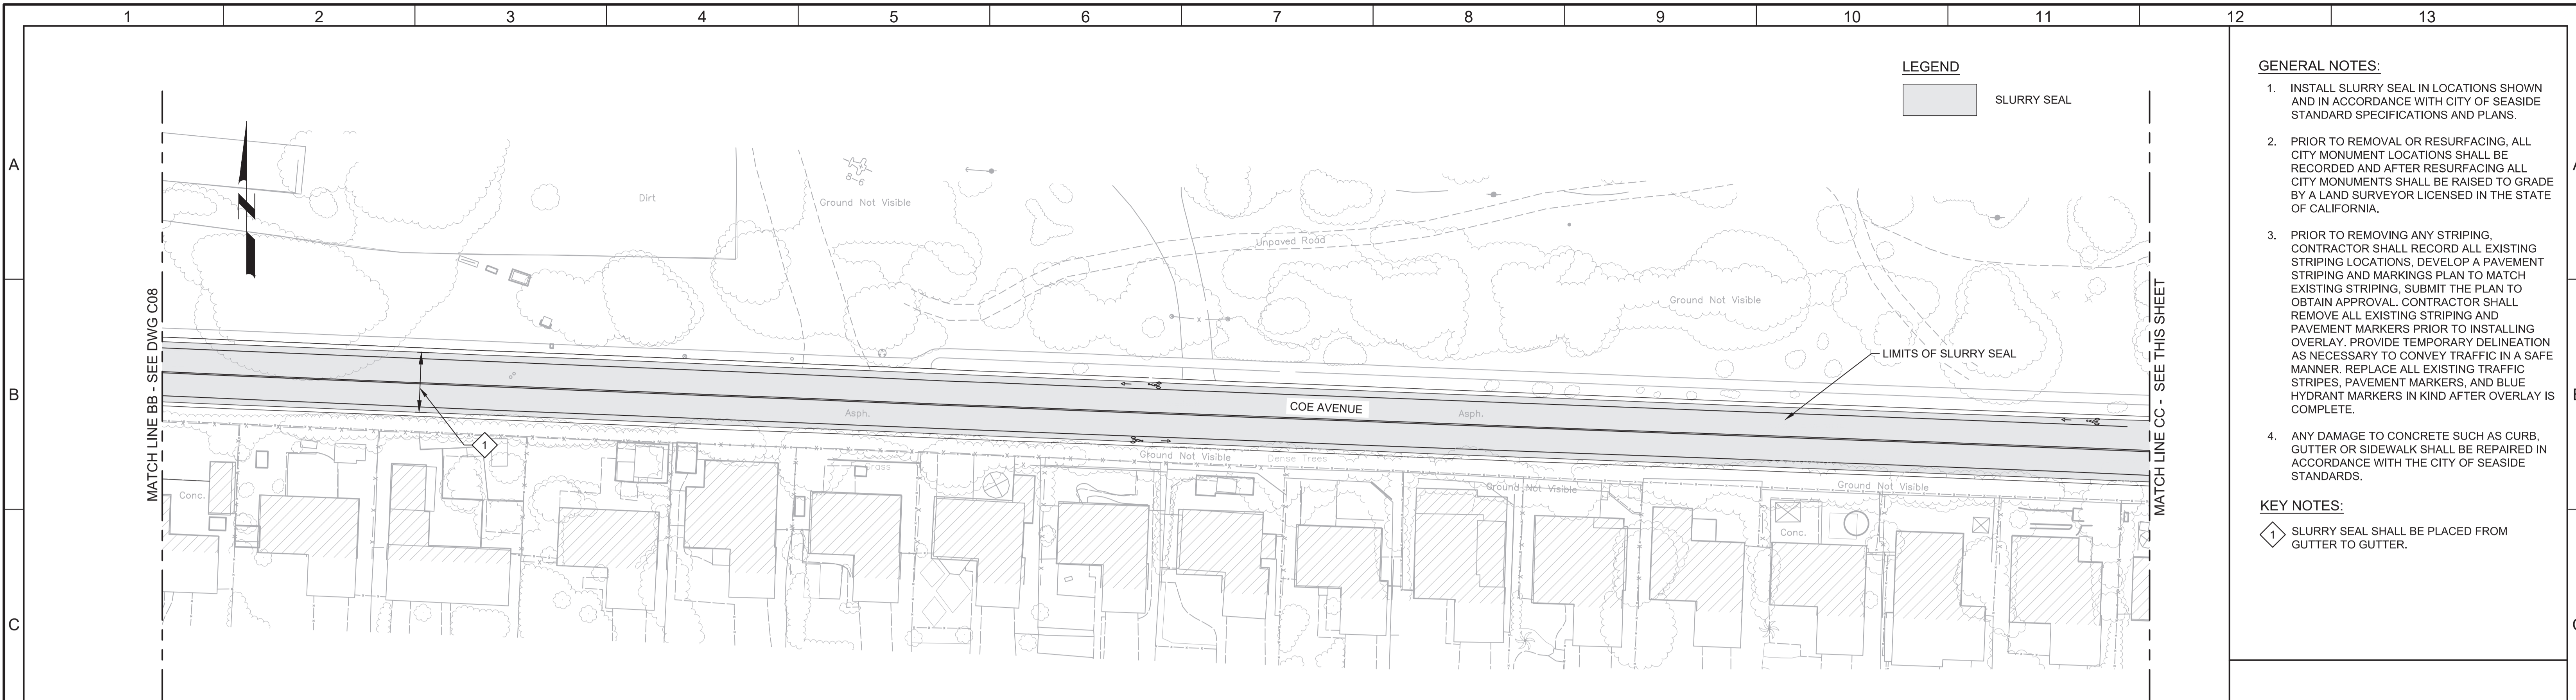 1 2 3 4 5 6 7 8 9 10 11 12 13
A
B
C
LEGEND
SLURRY SEAL
MATCH LINE BB - SEE DWG C08
Dirt
8-6
Ground Not Visible
Unpaved Road
Ground Not Visible
LIMITS OF SLURRY SEAL
COE AVENUE
Asph.
Asph.
1
Grass
Ground Not Visible
Dense Trees
Ground Not Visible
Ground Not Visible
Conc.
Conc.
MATCH LINE CC - SEE THIS SHEET
GENERAL NOTES:
1. INSTALL SLURRY SEAL IN LOCATIONS SHOWN
AND IN ACCORDANCE WITH CITY OF SEASIDE
STANDARD SPECIFICATIONS AND PLANS.
2. PRIOR TO REMOVAL OR RESURFACING, ALL
CITY MONUMENT LOCATIONS SHALL BE
RECORDED AND AFTER RESURFACING ALL
CITY MONUMENTS SHALL BE RAISED TO GRADE
BY A LAND SURVEYOR LICENSED IN THE STATE
OF CALIFORNIA.
3. PRIOR TO REMOVING ANY STRIPING,
CONTRACTOR SHALL RECORD ALL EXISTING
STRIPING LOCATIONS, DEVELOP A PAVEMENT
STRIPING AND MARKINGS PLAN TO MATCH
EXISTING STRIPING, SUBMIT THE PLAN TO
OBTAIN APPROVAL. CONTRACTOR SHALL
REMOVE ALL EXISTING STRIPING AND
PAVEMENT MARKERS PRIOR TO INSTALLING
OVERLAY. PROVIDE TEMPORARY DELINEATION
AS NECESSARY TO CONVEY TRAFFIC IN A SAFE
MANNER. REPLACE ALL EXISTING TRAFFIC
STRIPES, PAVEMENT MARKERS, AND BLUE
HYDRANT MARKERS IN KIND AFTER OVERLAY IS
COMPLETE.
4. ANY DAMAGE TO CONCRETE SUCH AS CURB,
GUTTER OR SIDEWALK SHALL BE REPAIRED IN
ACCORDANCE WITH THE CITY OF SEASIDE
STANDARDS.
KEY NOTES:
1 SLURRY SEAL SHALL BE PLACED FROM
GUTTER TO GUTTER.